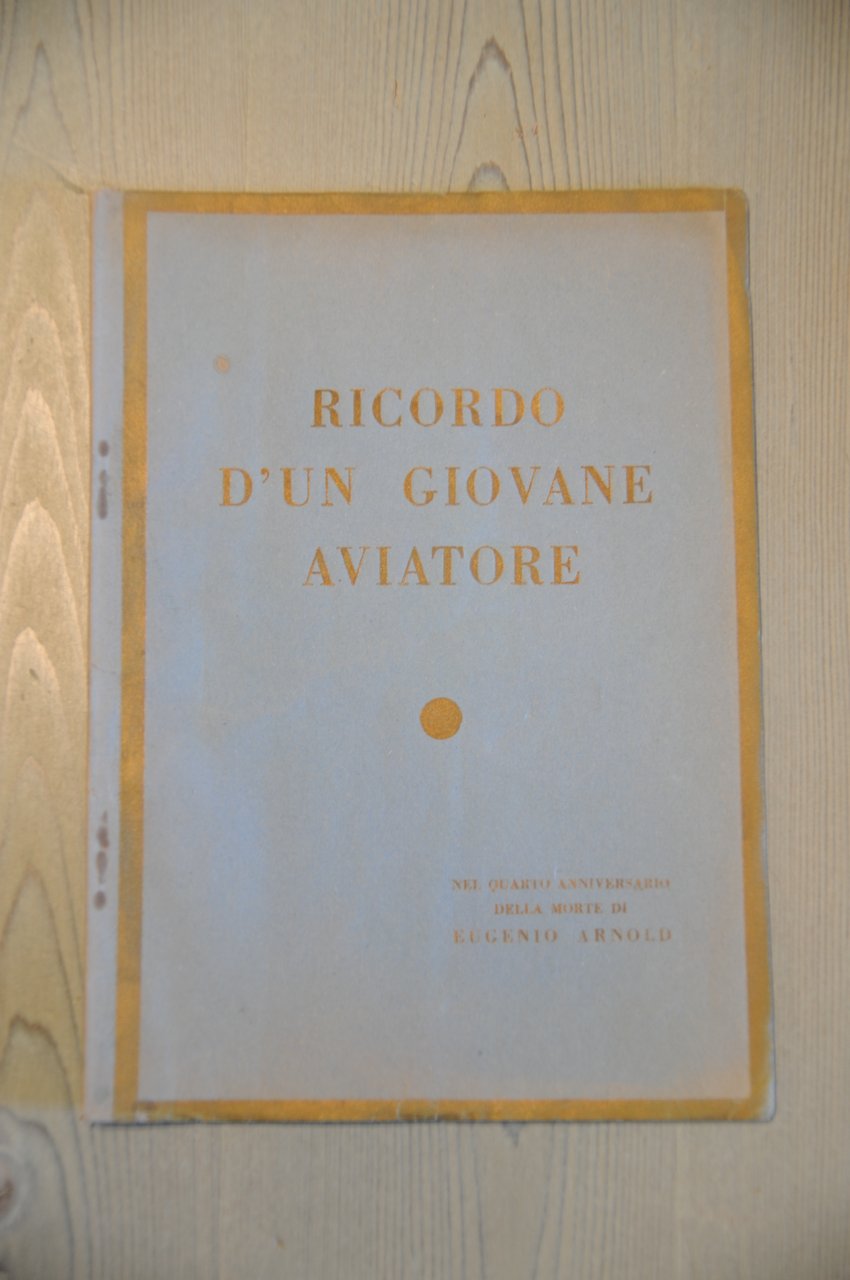 RICORDO
D'UN GIOVANE
AVIATORE
NEL QUARTO ANNIVERSARIO
DELLA MORTE DI
EUGENIO ARNOLD